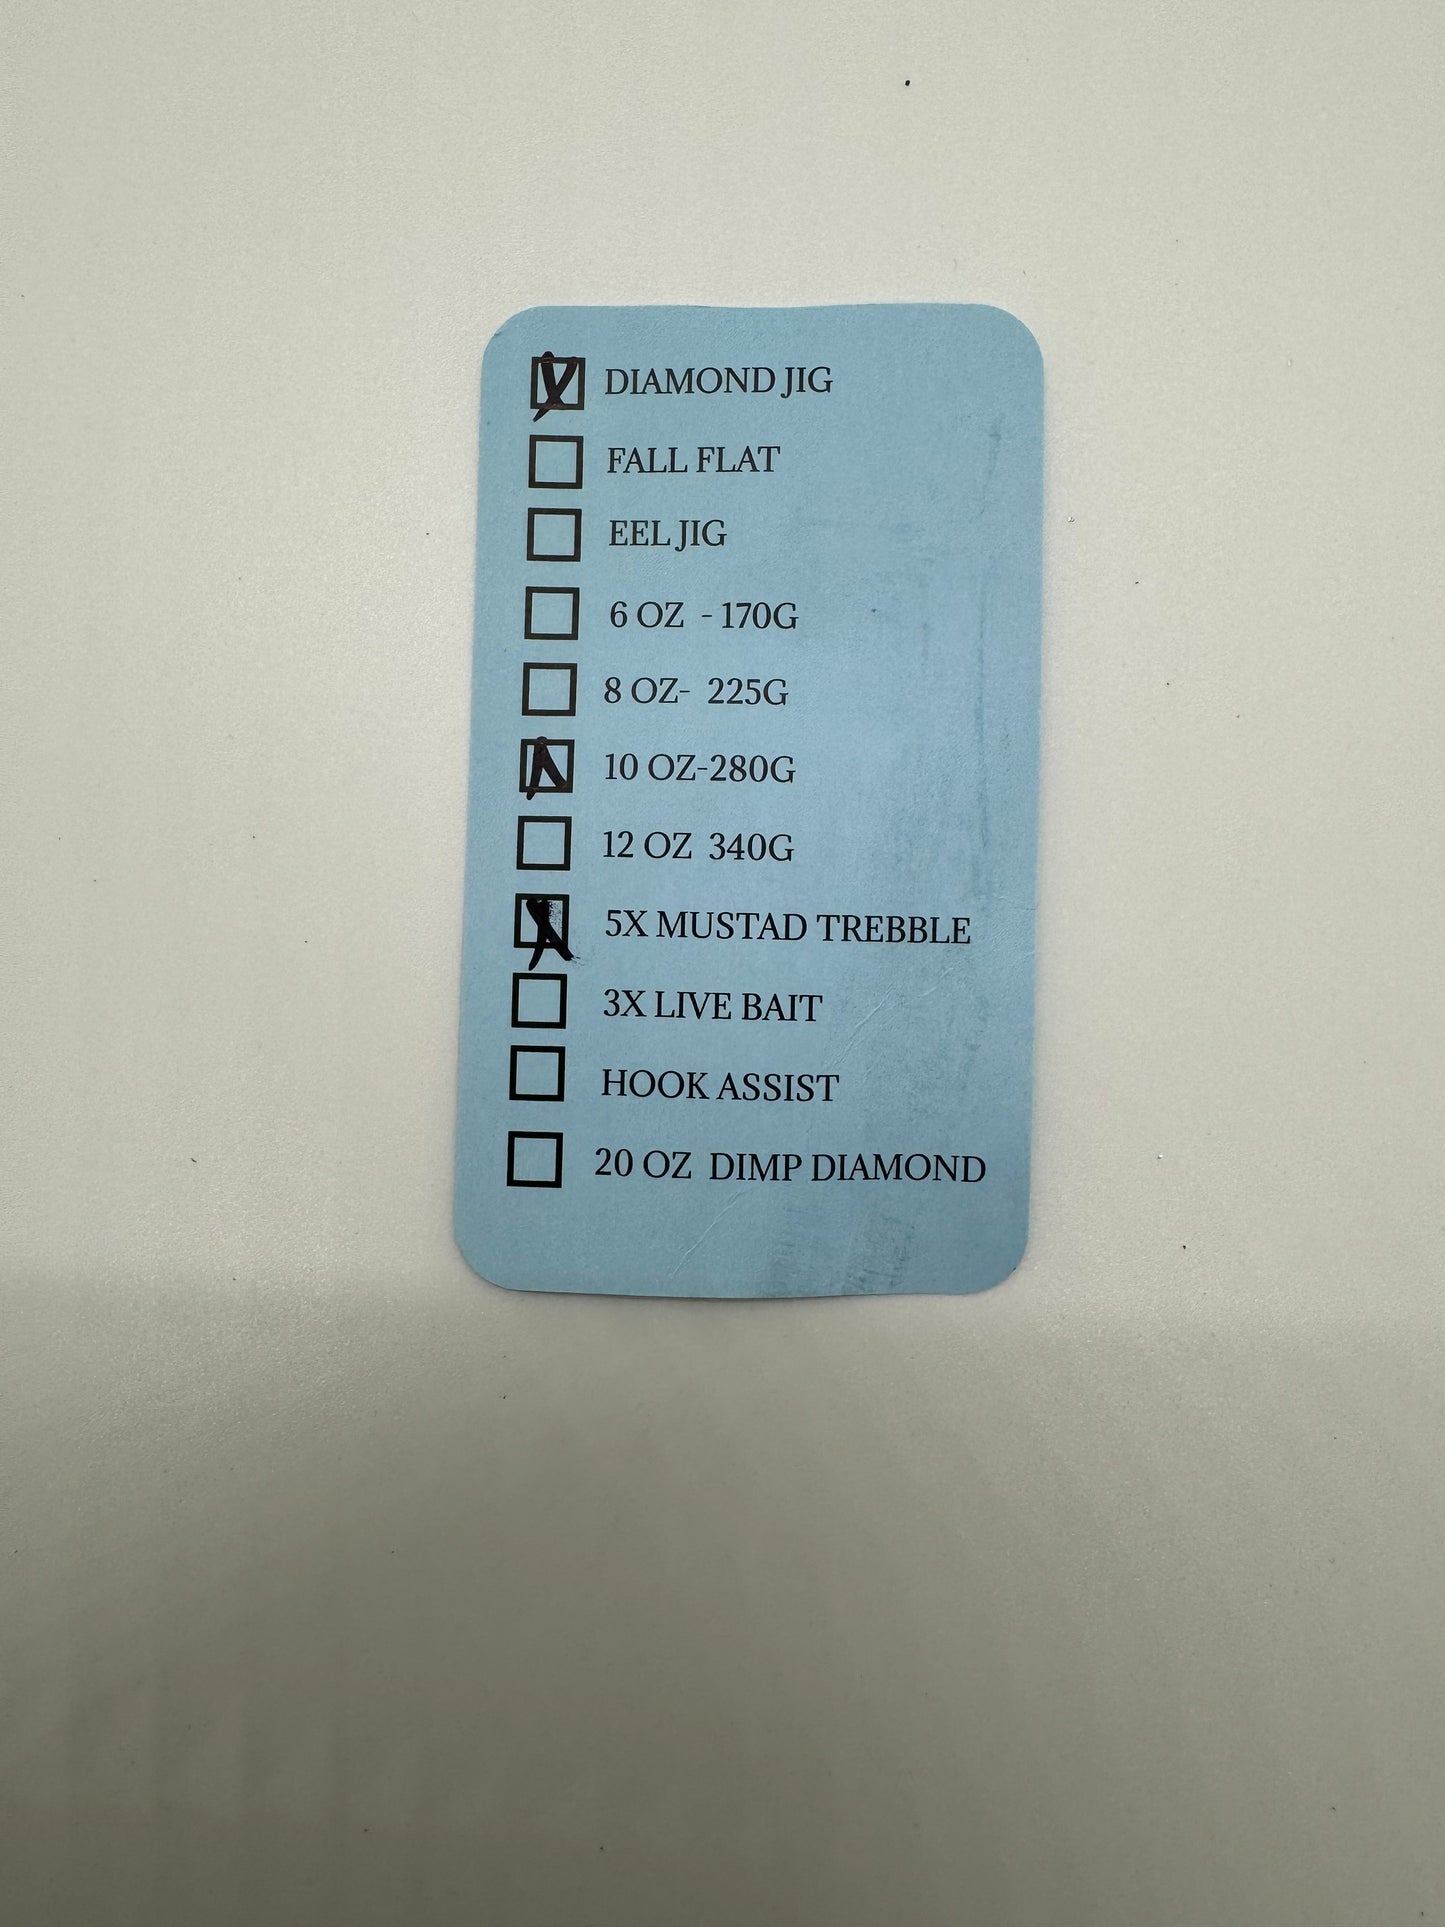 DIAMOND JIG
FALL FLAT
EEL JIG
6 OZ - 170G
8 OZ- 225G
10 OZ-280G
12 OZ 340G
5X MUSTAD TREBBLE
3X LIVE BAIT
HOOK ASSIST
20 OZ DIMP DIAMOND